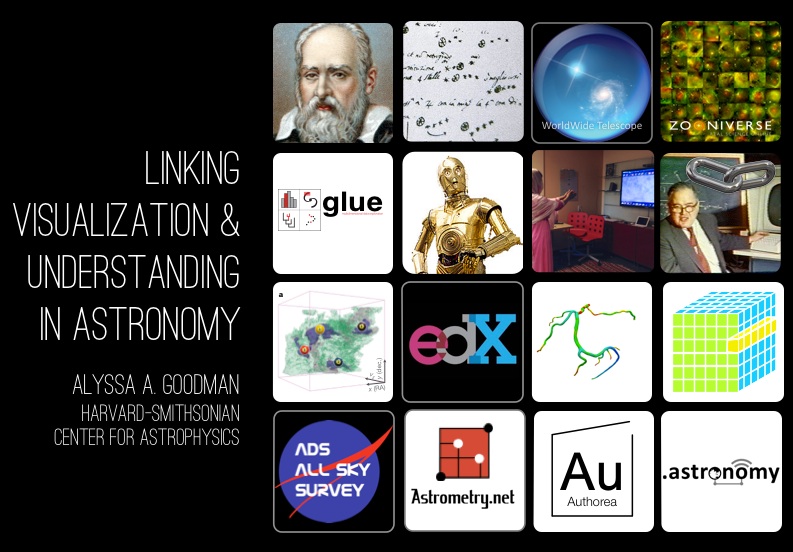 LINKING
VISUALIZATION &
UNDERSTANDING
IN ASTRONOMY
ALYSSA A. GOODMAN
HARVARD-SMITHSONIAN
CENTER FOR ASTROPHYSICS
WorldWide Telescope
ZOONIVERSE
glue
a
edX
ADS
ALL SKY
SURVEY
Astrometry.net
Au
Authorea
.astronomy